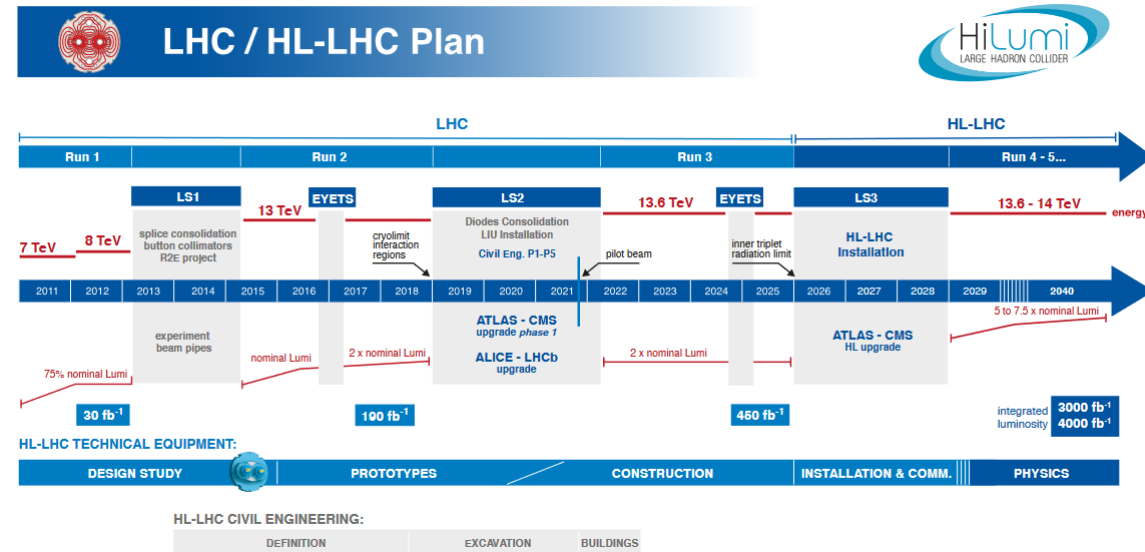 LHC / HL-LHC Plan
HiLumi
LARGE HADRON COLLIDER
LHC
HL-LHC
Run 1
Run 2
Run 3
Run 4 - 5...
LS1
EYETS
LS2
EYETS
LS3
7 TeV
8 TeV
13 TeV
13.6 TeV
13.6 - 14 TeV
energy
splice consolidation
button collimators
R2E project
cryolimit
interaction
regions
Diodes Consolidation
LIU Installation
Civil Eng. P1-P5
pilot beam
inner triplet
radiation limit
HL-LHC
Installation
2011 2012 2013 2014 2015 2016 2017 2018 2019 2020 2021 2022 2023 2024 2025 2026 2027 2028 2029 2040
experiment
beam pipes
ATLAS - CMS
upgrade phase 1
ALICE - LHCb
upgrade
ATLAS - CMS
HL upgrade
5 to 7.5 x nominal Lumi
75% nominal Lumi
nominal Lumi
2 x nominal Lumi
2 x nominal Lumi
30 fb-1
190 fb-1
450 fb-1
integrated
luminosity
3000 fb-1
4000 fb-1
HL-LHC TECHNICAL EQUIPMENT:
DESIGN STUDY
PROTOTYPES
CONSTRUCTION
INSTALLATION & COMM.
PHYSICS
HL-LHC CIVIL ENGINEERING:
DEFINITION
EXCAVATION
BUILDINGS